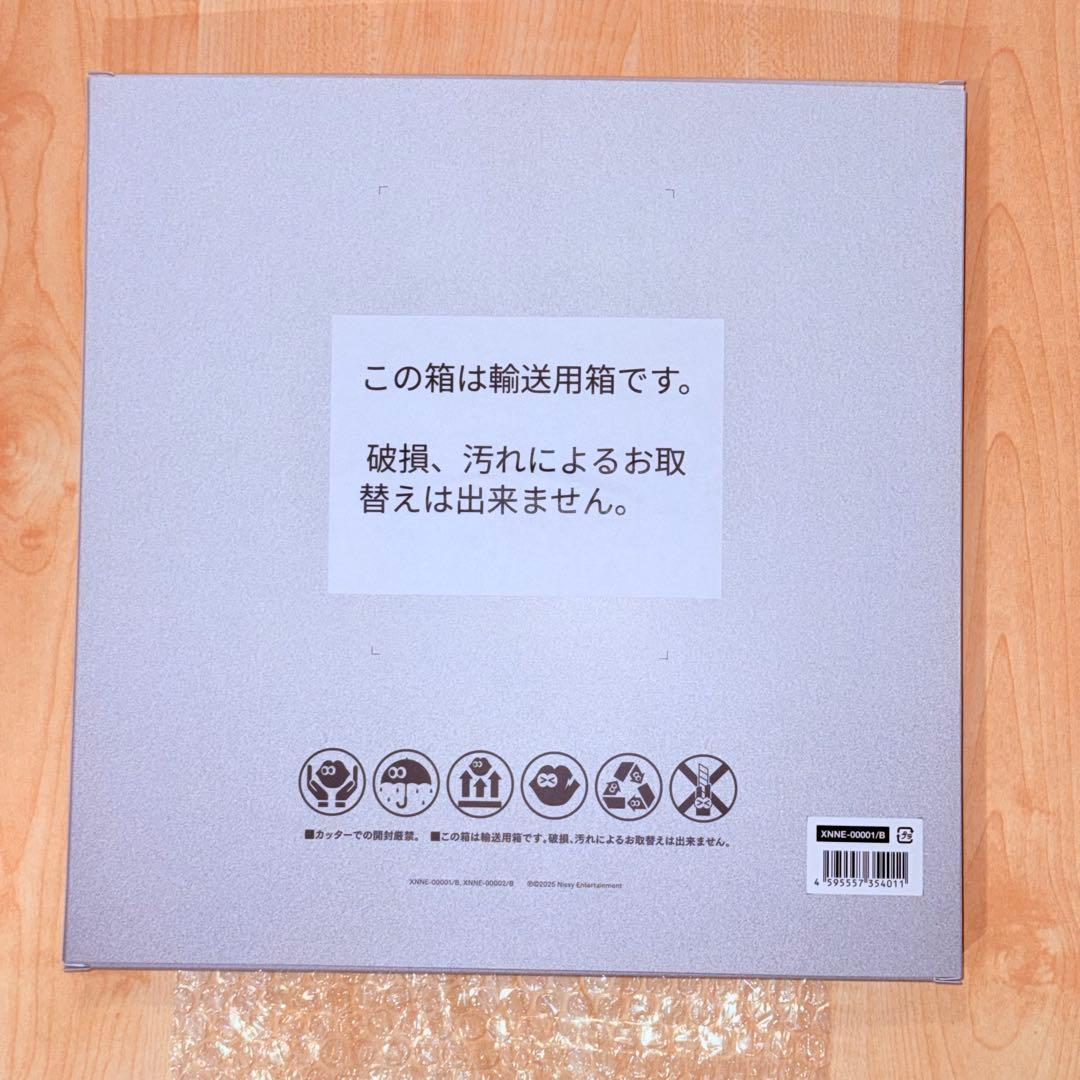 この箱は輸送用箱です。
破損、汚れによるお取
替えは出来ません。
■カッターでの開封厳禁。 ■この箱は輸送用箱です。破損、汚れによるお取替えは出来ません。
XNNE-00001/B, XNNE-00002/B ℗©2025 Nissy Entertainment
XNNE-00001/B
4 595557 354011